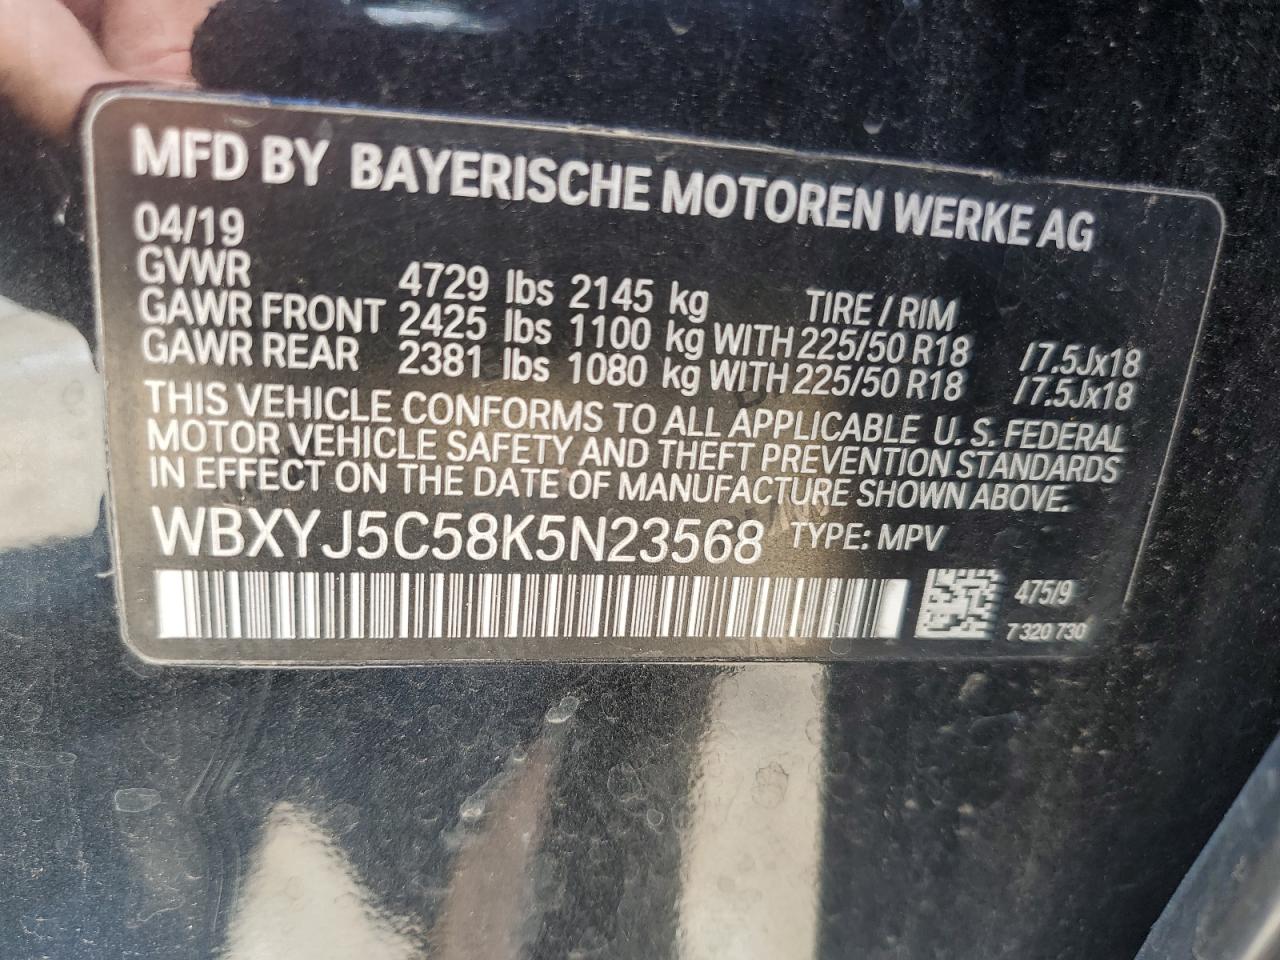 MFD BY BAYERISCHE MOTOREN WERKE AG
04/19
GVWR 4729 lbs 2145 kg TIRE / RIM
GAWR FRONT 2425 lbs 1100 kg WITH 225/50 R18 /7.5Jx18
GAWR REAR 2381 lbs 1080 kg WITH 225/50 R18 /7.5Jx18
THIS VEHICLE CONFORMS TO ALL APPLICABLE U. S. FEDERAL
MOTOR VEHICLE SAFETY AND THEFT PREVENTION STANDARDS
IN EFFECT ON THE DATE OF MANUFACTURE SHOWN ABOVE.
WBXYJ5C58K5N23568 TYPE: MPV
475/9
7 320 730